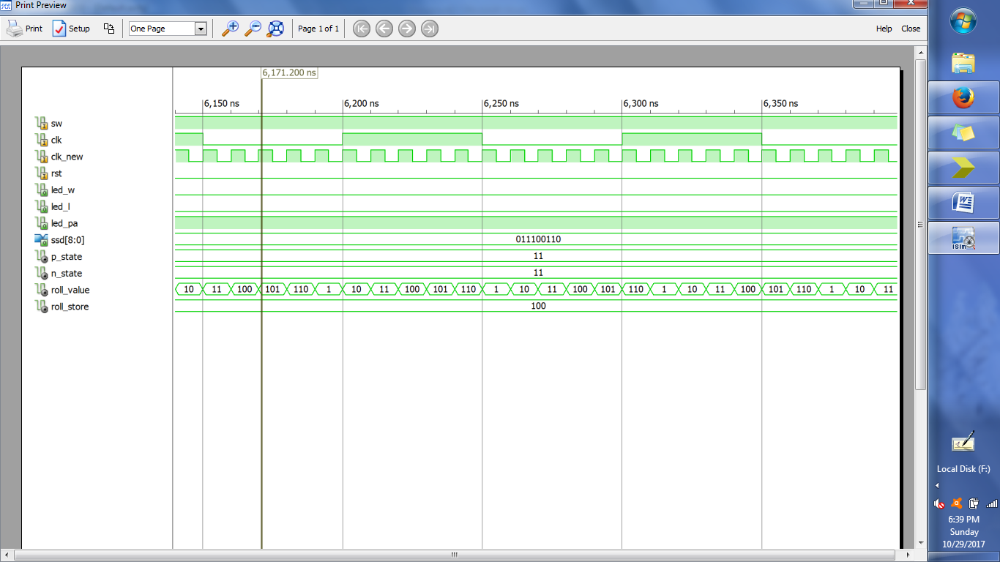 Print Preview
Print Setup One Page Page 1 of 1 Help Close
6,171.200 ns
6,150 ns 6,200 ns 6,250 ns 6,300 ns 6,350 ns
sw
clk
clk_new
rst
led_w
led_l
led_pa
ssd[8:0] 011100110
p_state 11
n_state 11
roll_value 10 11 100 101 110 1 10 11 100 101 110 1 10 11 100 101 110 1 10 11 100 101 110 1 10 11
roll_store 100
ISim
Local Disk (F:)
6:39 PM
Sunday
10/29/2017